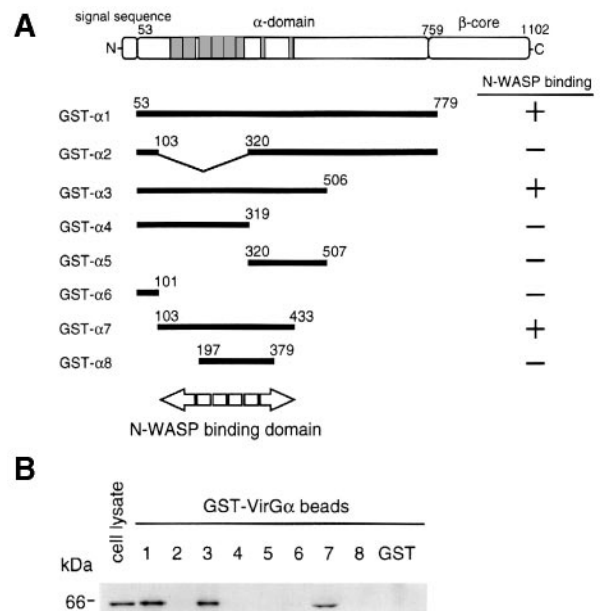 A
signal sequence 53 α-domain 759 β-core 1102
N- -C
N-WASP binding
53 779
GST-α1 +
103 320
GST-α2 −
506
GST-α3 +
319
GST-α4 −
320 507
GST-α5 −
101
GST-α6 −
103 433
GST-α7 +
197 379
GST-α8 −
N-WASP binding domain
B
cell lysate
GST-VirGα beads
kDa 1 2 3 4 5 6 7 8 GST
66-